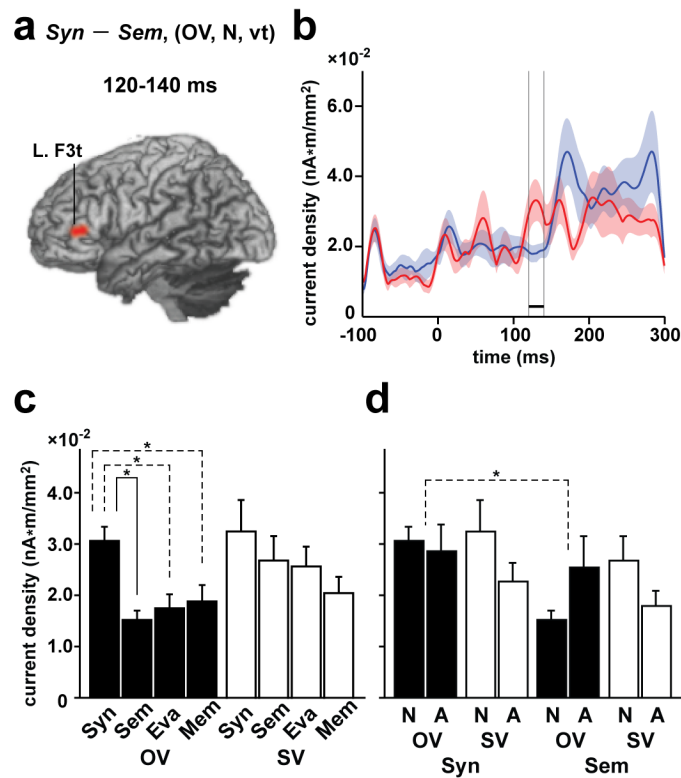 a Syn – Sem, (OV, N, vt)
120-140 ms
L. F3t
b
×10⁻²
current density (nA*m/mm²)
6.0
4.0
2.0
0
-100 0 100 200 300
time (ms)
c
×10⁻²
current density (nA*m/mm²)
4.0
3.0
2.0
1.0
0
*
*
*
Syn Sem Eva Mem Syn Sem Eva Mem
OV SV
d
*
N A N A N A N A
OV SV OV SV
Syn Sem